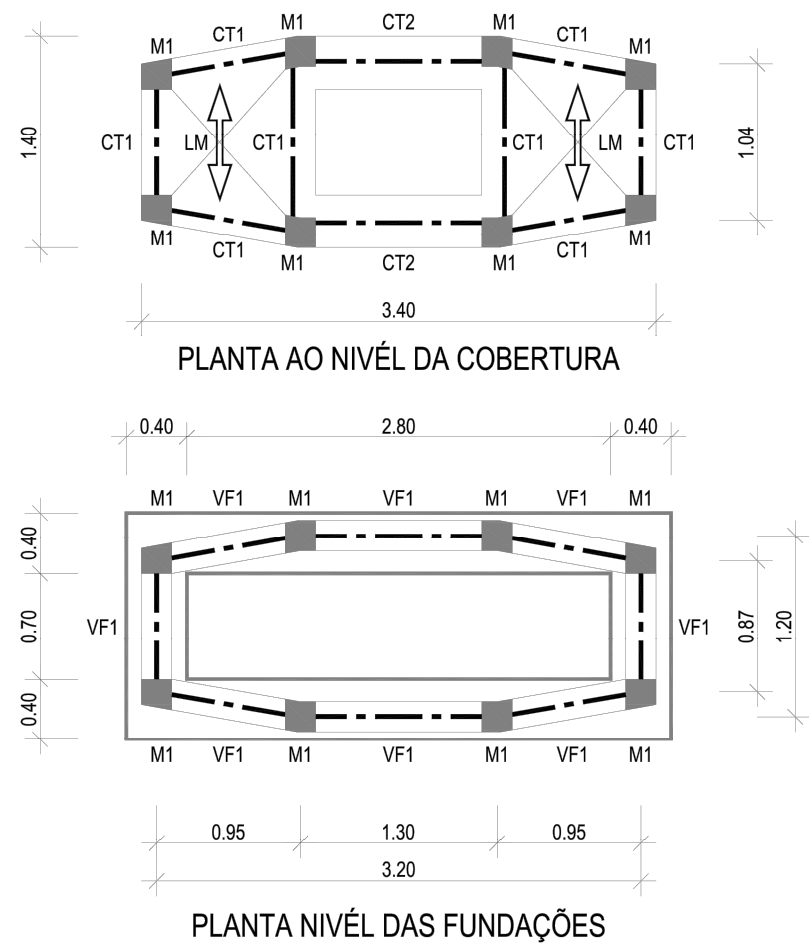 M1 CT2 M1
M1 CT1 CT1 M1
1.40 CT1 LM CT1 CT1 LM CT1 1.04
M1 CT1 M1 CT2 M1 CT1 M1
3.40
PLANTA AO NIVÉL DA COBERTURA
0.40 2.80 0.40
M1 VF1 M1 VF1 M1 VF1 M1
0.40
0.70 VF1 VF1 0.87 1.20
0.40
M1 VF1 M1 VF1 M1 VF1 M1
0.95 1.30 0.95
3.20
PLANTA NIVÉL DAS FUNDAÇÕES